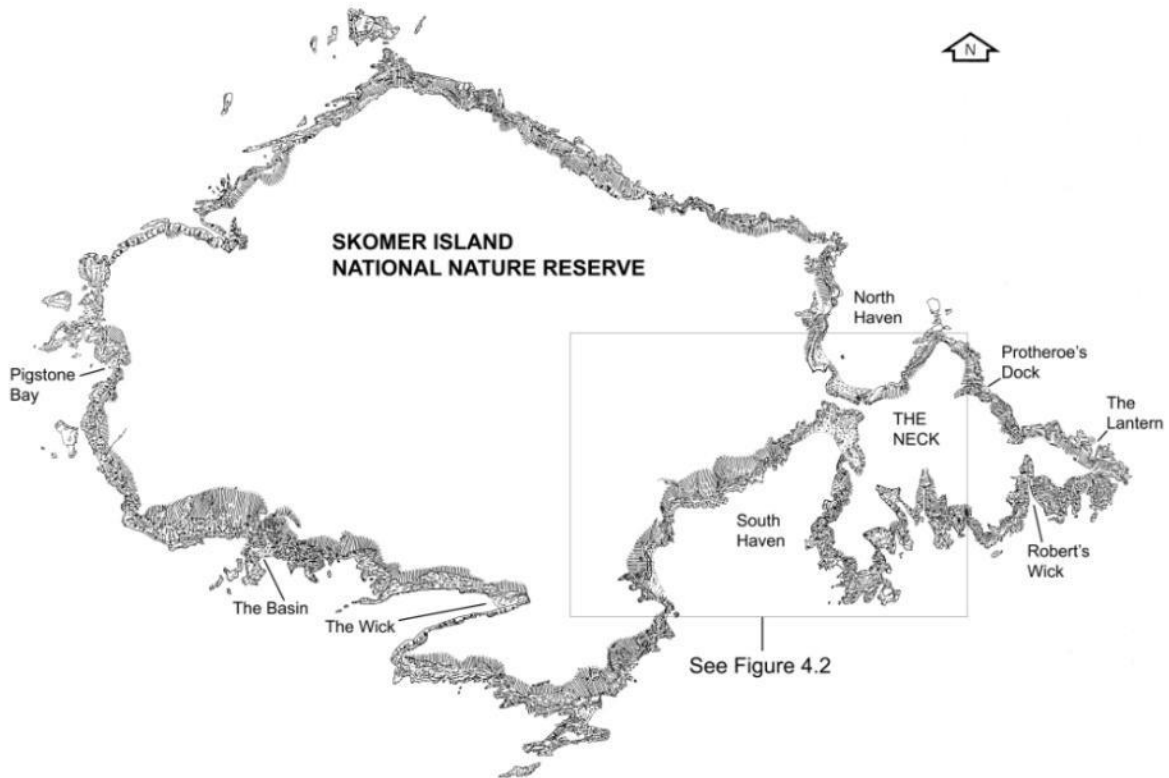 N
SKOMER ISLAND
NATIONAL NATURE RESERVE
North
Haven
Protheroe's
Dock
Pigstone
Bay
The
Lantern
THE
NECK
South
Haven
Robert's
Wick
The Basin
The Wick
See Figure 4.2